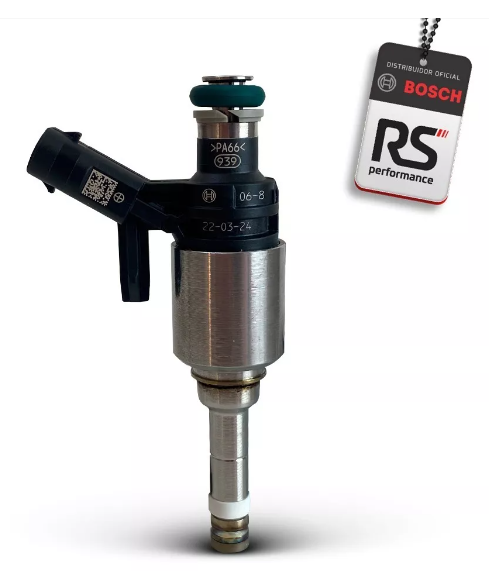 DISTRIBUIDOR OFICIAL
BOSCH
RS
performance
>PA66<
939
06-8
22-03-24